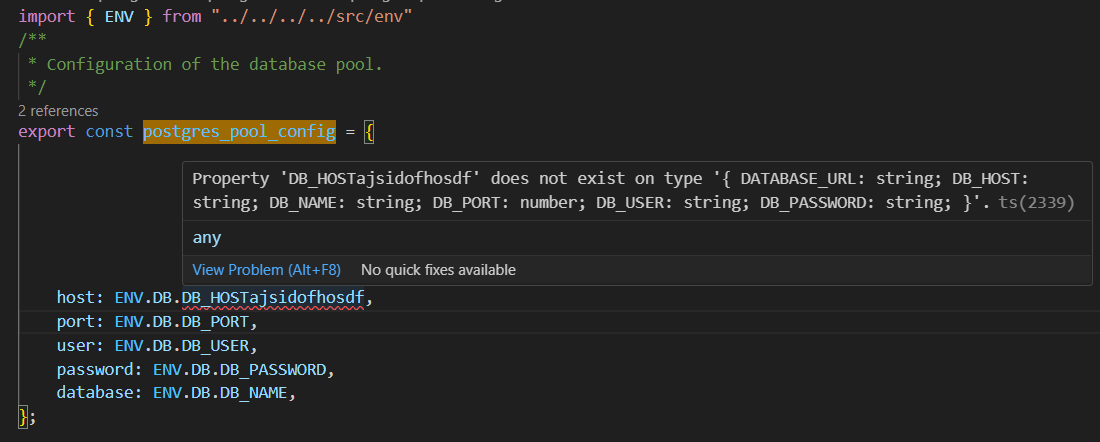 import { ENV } from "../../../../src/env"
/**
 * Configuration of the database pool.
 */
2 references
export const postgres_pool_config = {
Property 'DB_HOSTajsidofhosdf' does not exist on type '{ DATABASE_URL: string; DB_HOST:
string; DB_NAME: string; DB_PORT: number; DB_USER: string; DB_PASSWORD: string; }'. ts(2339)
any
View Problem (Alt+F8) No quick fixes available
host: ENV.DB.DB_HOSTajsidofhosdf,
port: ENV.DB.DB_PORT,
user: ENV.DB.DB_USER,
password: ENV.DB.DB_PASSWORD,
database: ENV.DB.DB_NAME,
};